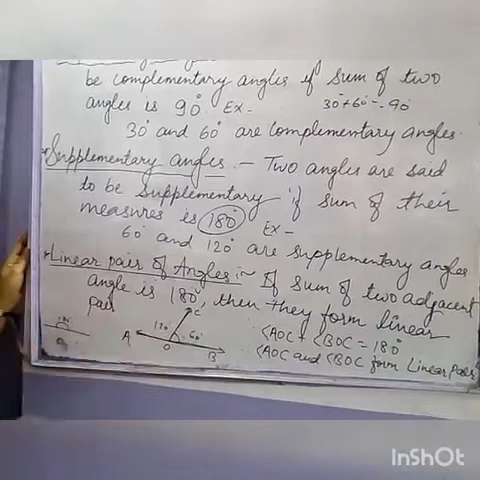 be complementary angles if sum of two
angles is 90°. Ex- 30°+60°=90°
30° and 60° are complementary angles.
* Supplementary angles - Two angles are said
to be supplementary if sum of their
measures is 180° Ex-
60° and 120° are supplementary angles
* Linear pair of Angles :- If sum of two adjacent
angle is 180°, then they form linear
pair
180°
A 120° 60° C O B
∠AOC + ∠BOC = 180°
∠AOC and ∠BOC form Linear Pair
InShOt